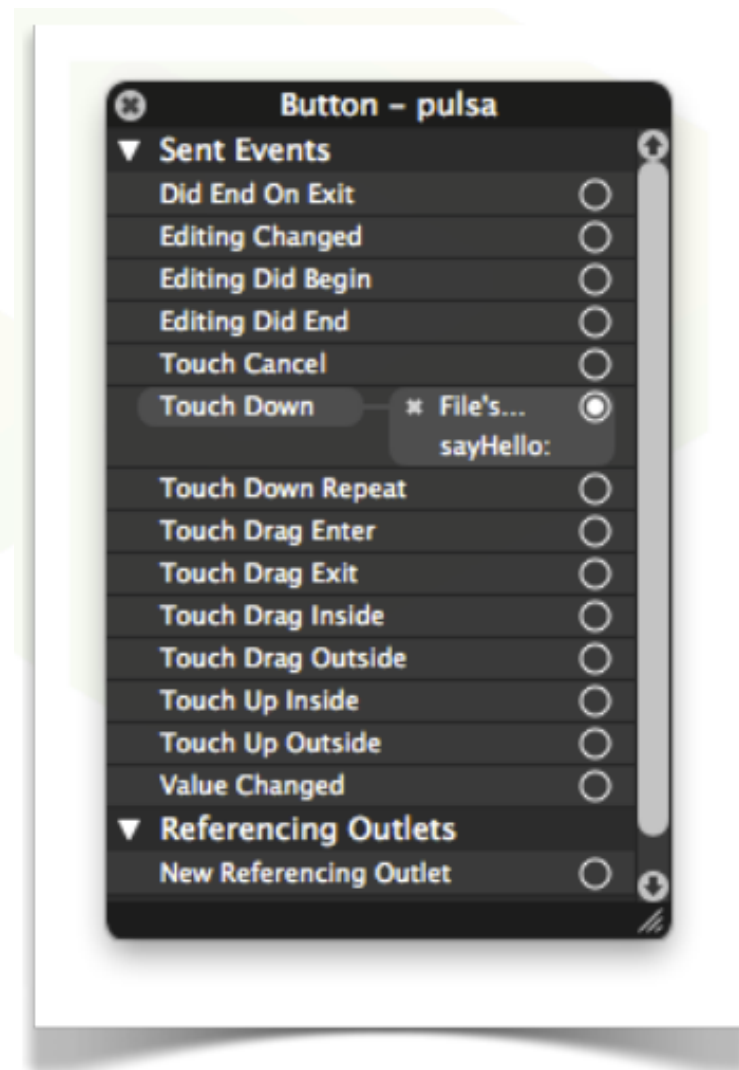 Button – pulsa
Sent Events
Did End On Exit
Editing Changed
Editing Did Begin
Editing Did End
Touch Cancel
Touch Down File's...
sayHello:
Touch Down Repeat
Touch Drag Enter
Touch Drag Exit
Touch Drag Inside
Touch Drag Outside
Touch Up Inside
Touch Up Outside
Value Changed
Referencing Outlets
New Referencing Outlet